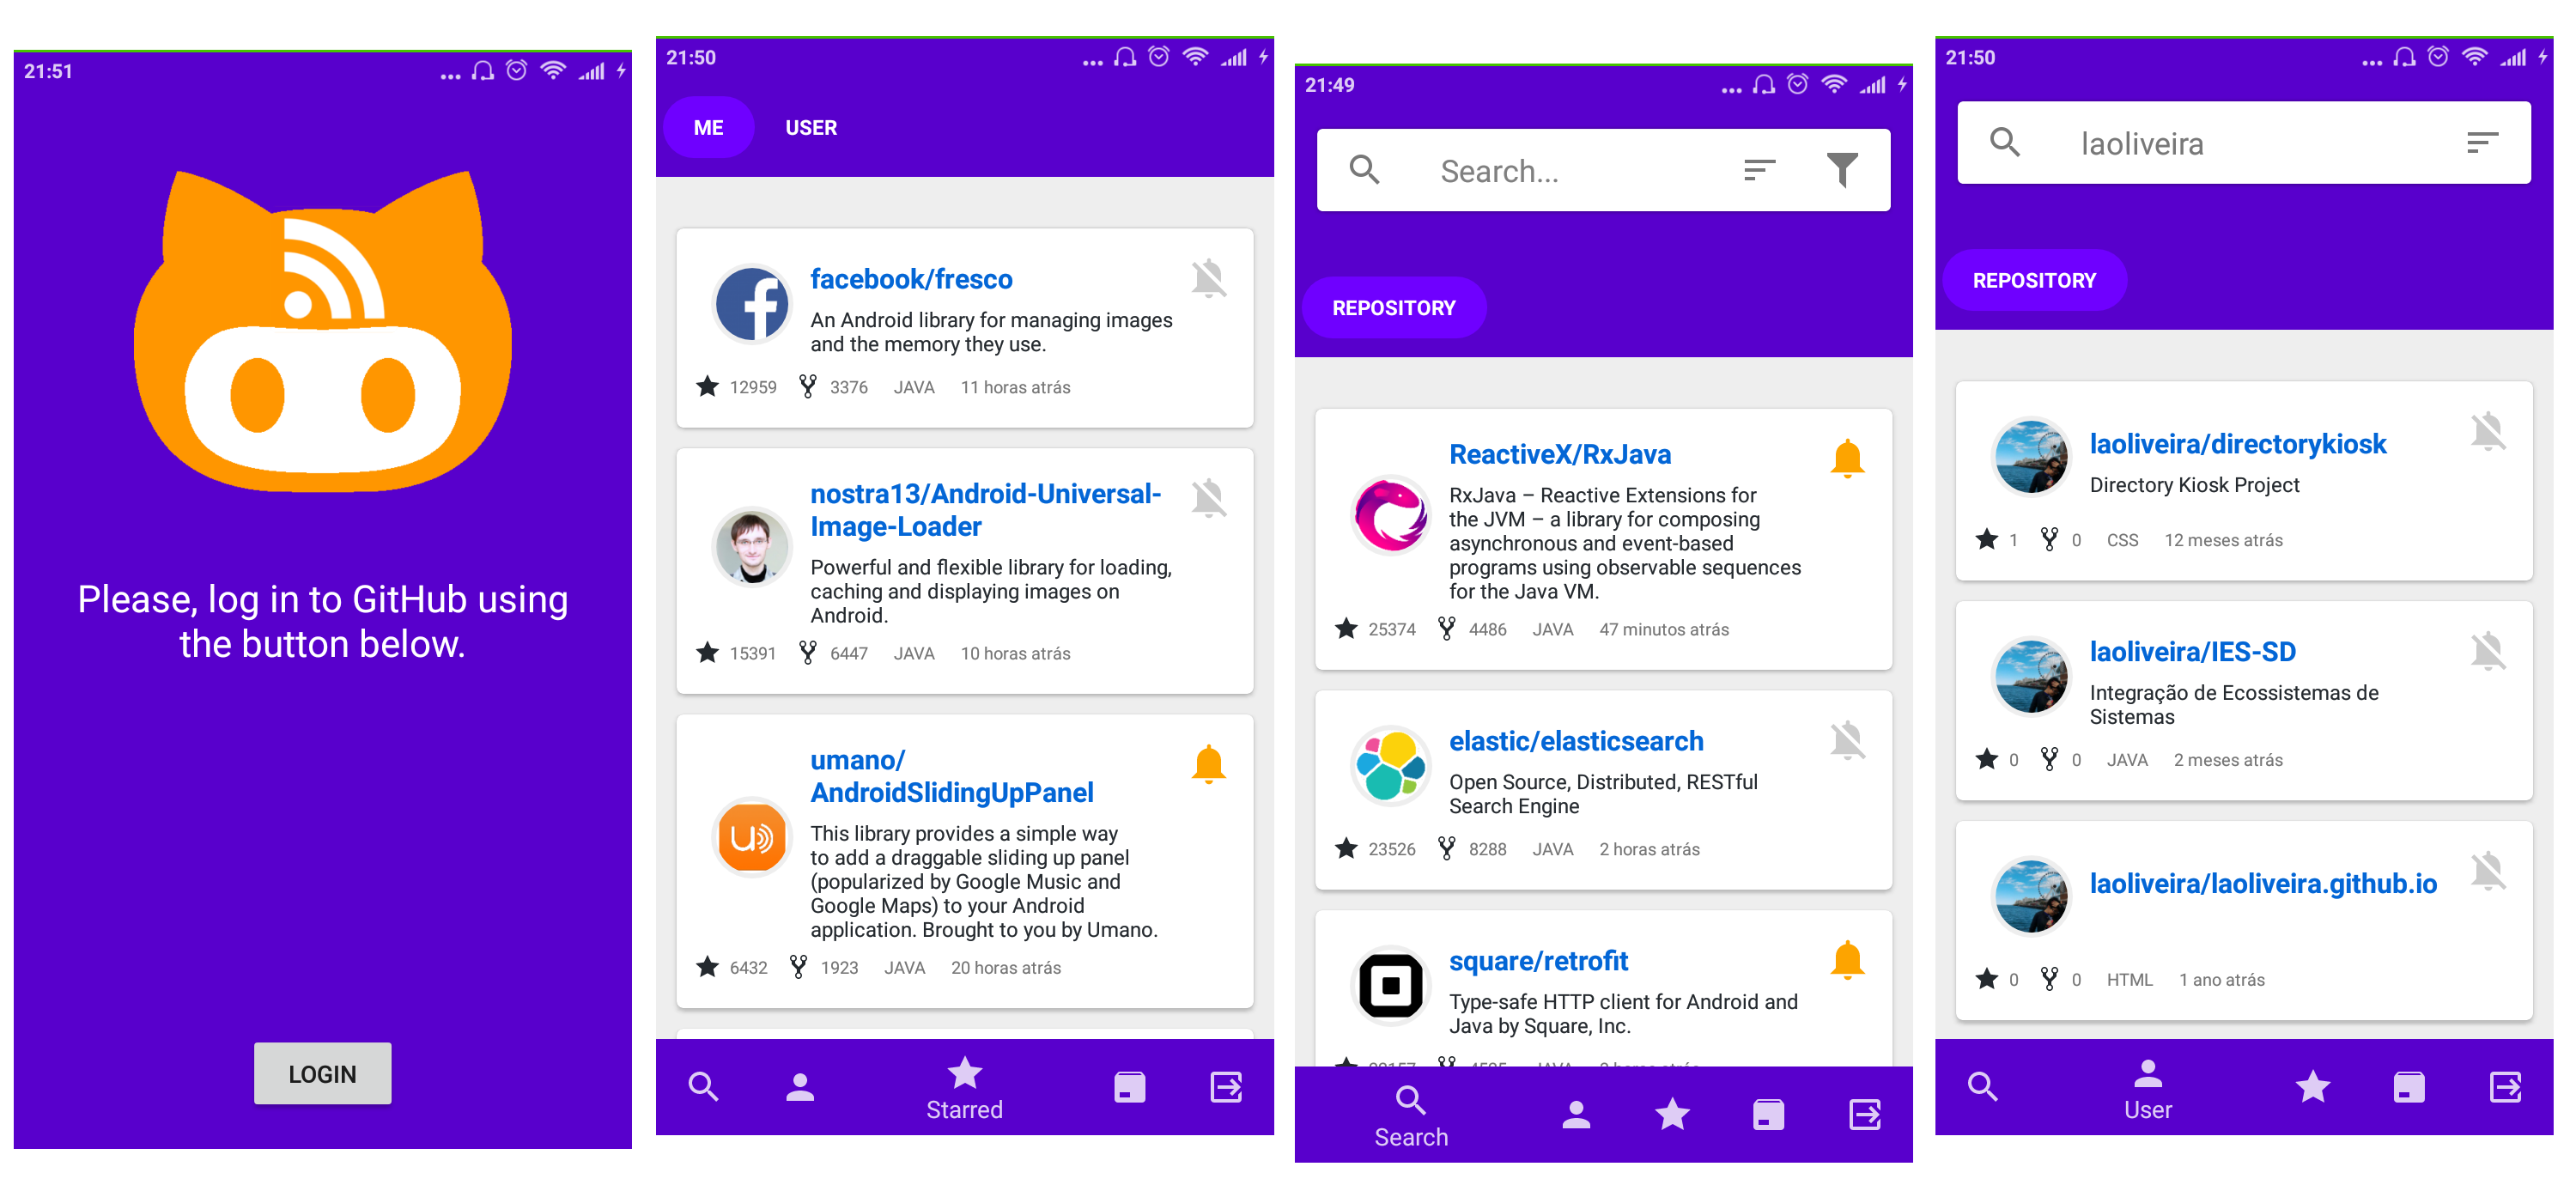 21:51
Please, log in to GitHub using
the button below.
LOGIN
21:50
ME
USER
facebook/fresco
An Android library for managing images
and the memory they use.
12959 3376 JAVA 11 horas atrás
nostra13/Android-Universal-
Image-Loader
Powerful and flexible library for loading,
caching and displaying images on
Android.
15391 6447 JAVA 10 horas atrás
umano/
AndroidSlidingUpPanel
This library provides a simple way
to add a draggable sliding up panel
(popularized by Google Music and
Google Maps) to your Android
application. Brought to you by Umano.
6432 1923 JAVA 20 horas atrás
Starred
21:49
Search...
REPOSITORY
ReactiveX/RxJava
RxJava – Reactive Extensions for
the JVM – a library for composing
asynchronous and event-based
programs using observable sequences
for the Java VM.
25374 4486 JAVA 47 minutos atrás
elastic/elasticsearch
Open Source, Distributed, RESTful
Search Engine
23526 8288 JAVA 2 horas atrás
square/retrofit
Type-safe HTTP client for Android and
Java by Square, Inc.
Search
21:50
laoliveira
REPOSITORY
laoliveira/directorykiosk
Directory Kiosk Project
1 0 CSS 12 meses atrás
laoliveira/IES-SD
Integração de Ecossistemas de
Sistemas
0 0 JAVA 2 meses atrás
laoliveira/laoliveira.github.io
0 0 HTML 1 ano atrás
User